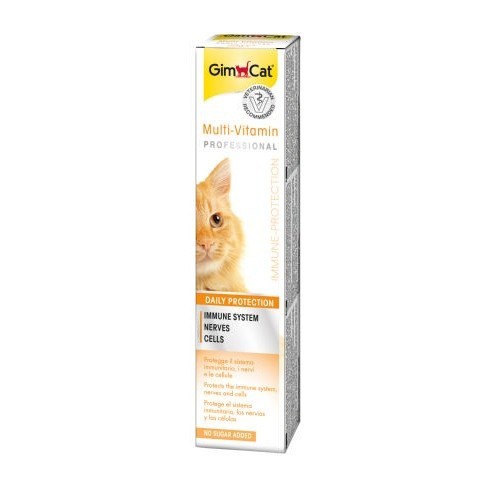 GimCat
VETERINARIAN
RECOMMENDED
Multi-Vitamin
PROFESSIONAL
IMMUNE-PROTECTION
DAILY PROTECTION
IMMUNE SYSTEM
NERVES
CELLS
Protegge il sistema
immunitario, i nervi
e le cellule
Protects the immune system,
nerves and cells
Protege el sistema
inmunitario, los nervios
y las células
NO SUGAR ADDED